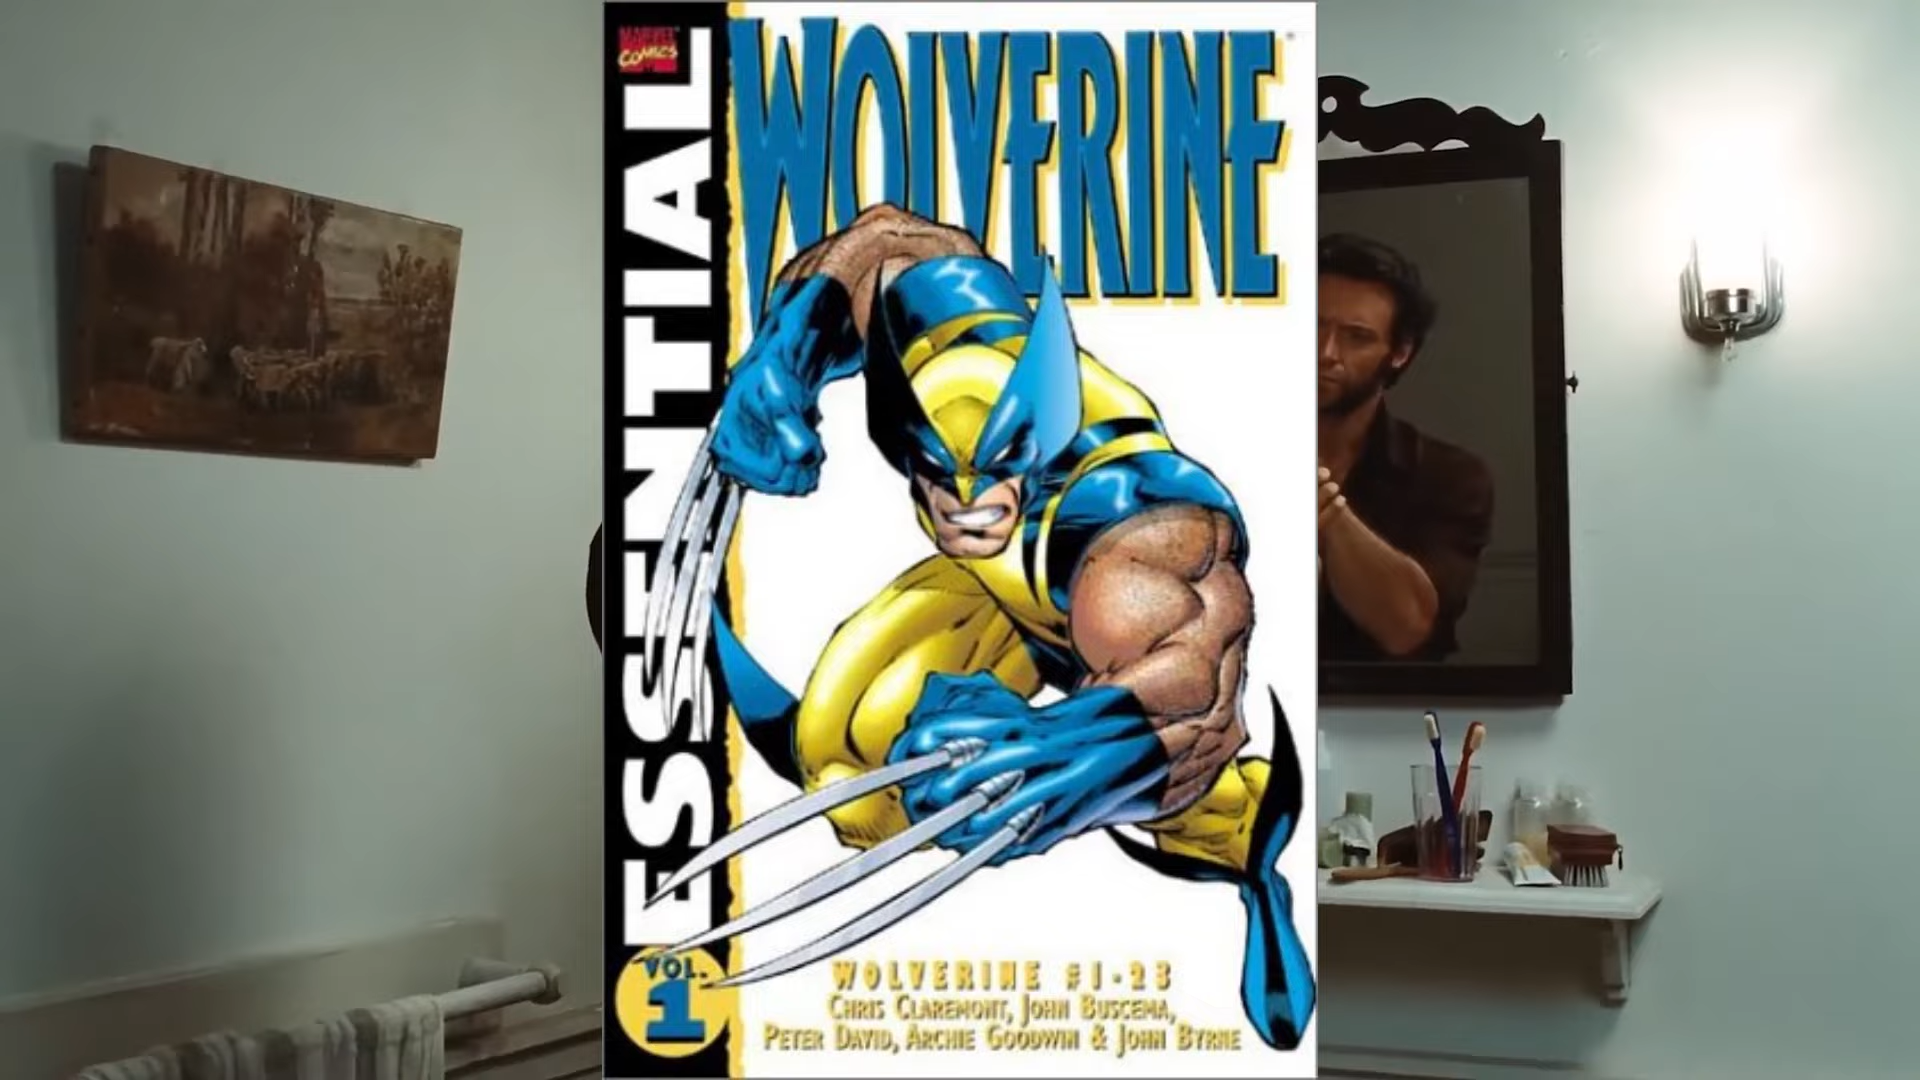 MARVEL
COMICS
ESSENTIAL
WOLVERINE
VOL.
1
WOLVERINE #1-23
CHRIS CLAREMONT, JOHN BUSCEMA,
PETER DAVID, ARCHIE GOODWIN & JOHN BYRNE